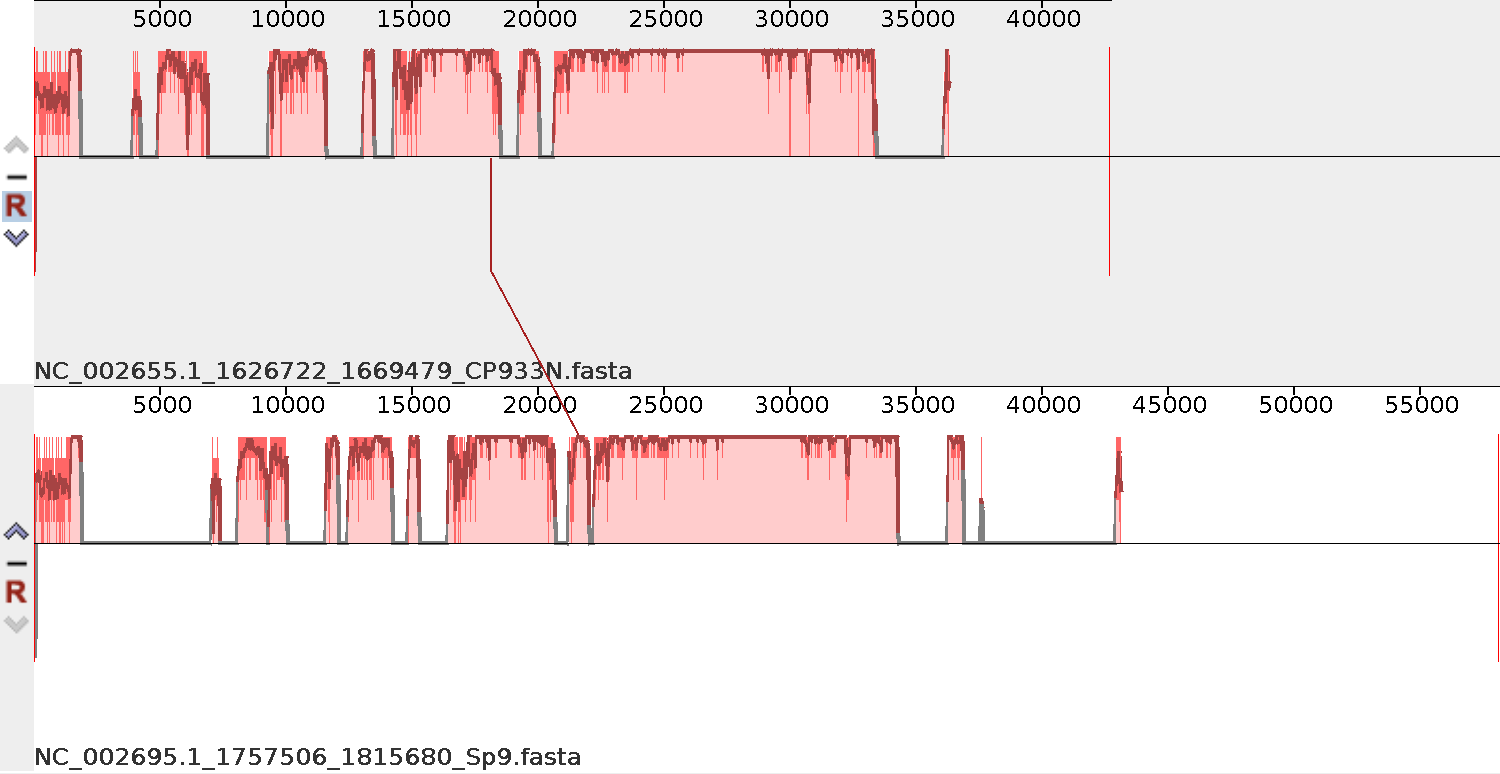 5000 10000 15000 20000 25000 30000 35000 40000
R
NC_002655.1_1626722_1669479_CP933N.fasta
5000 10000 15000 20000 25000 30000 35000 40000 45000 50000 55000
R
NC_002695.1_1757506_1815680_Sp9.fasta